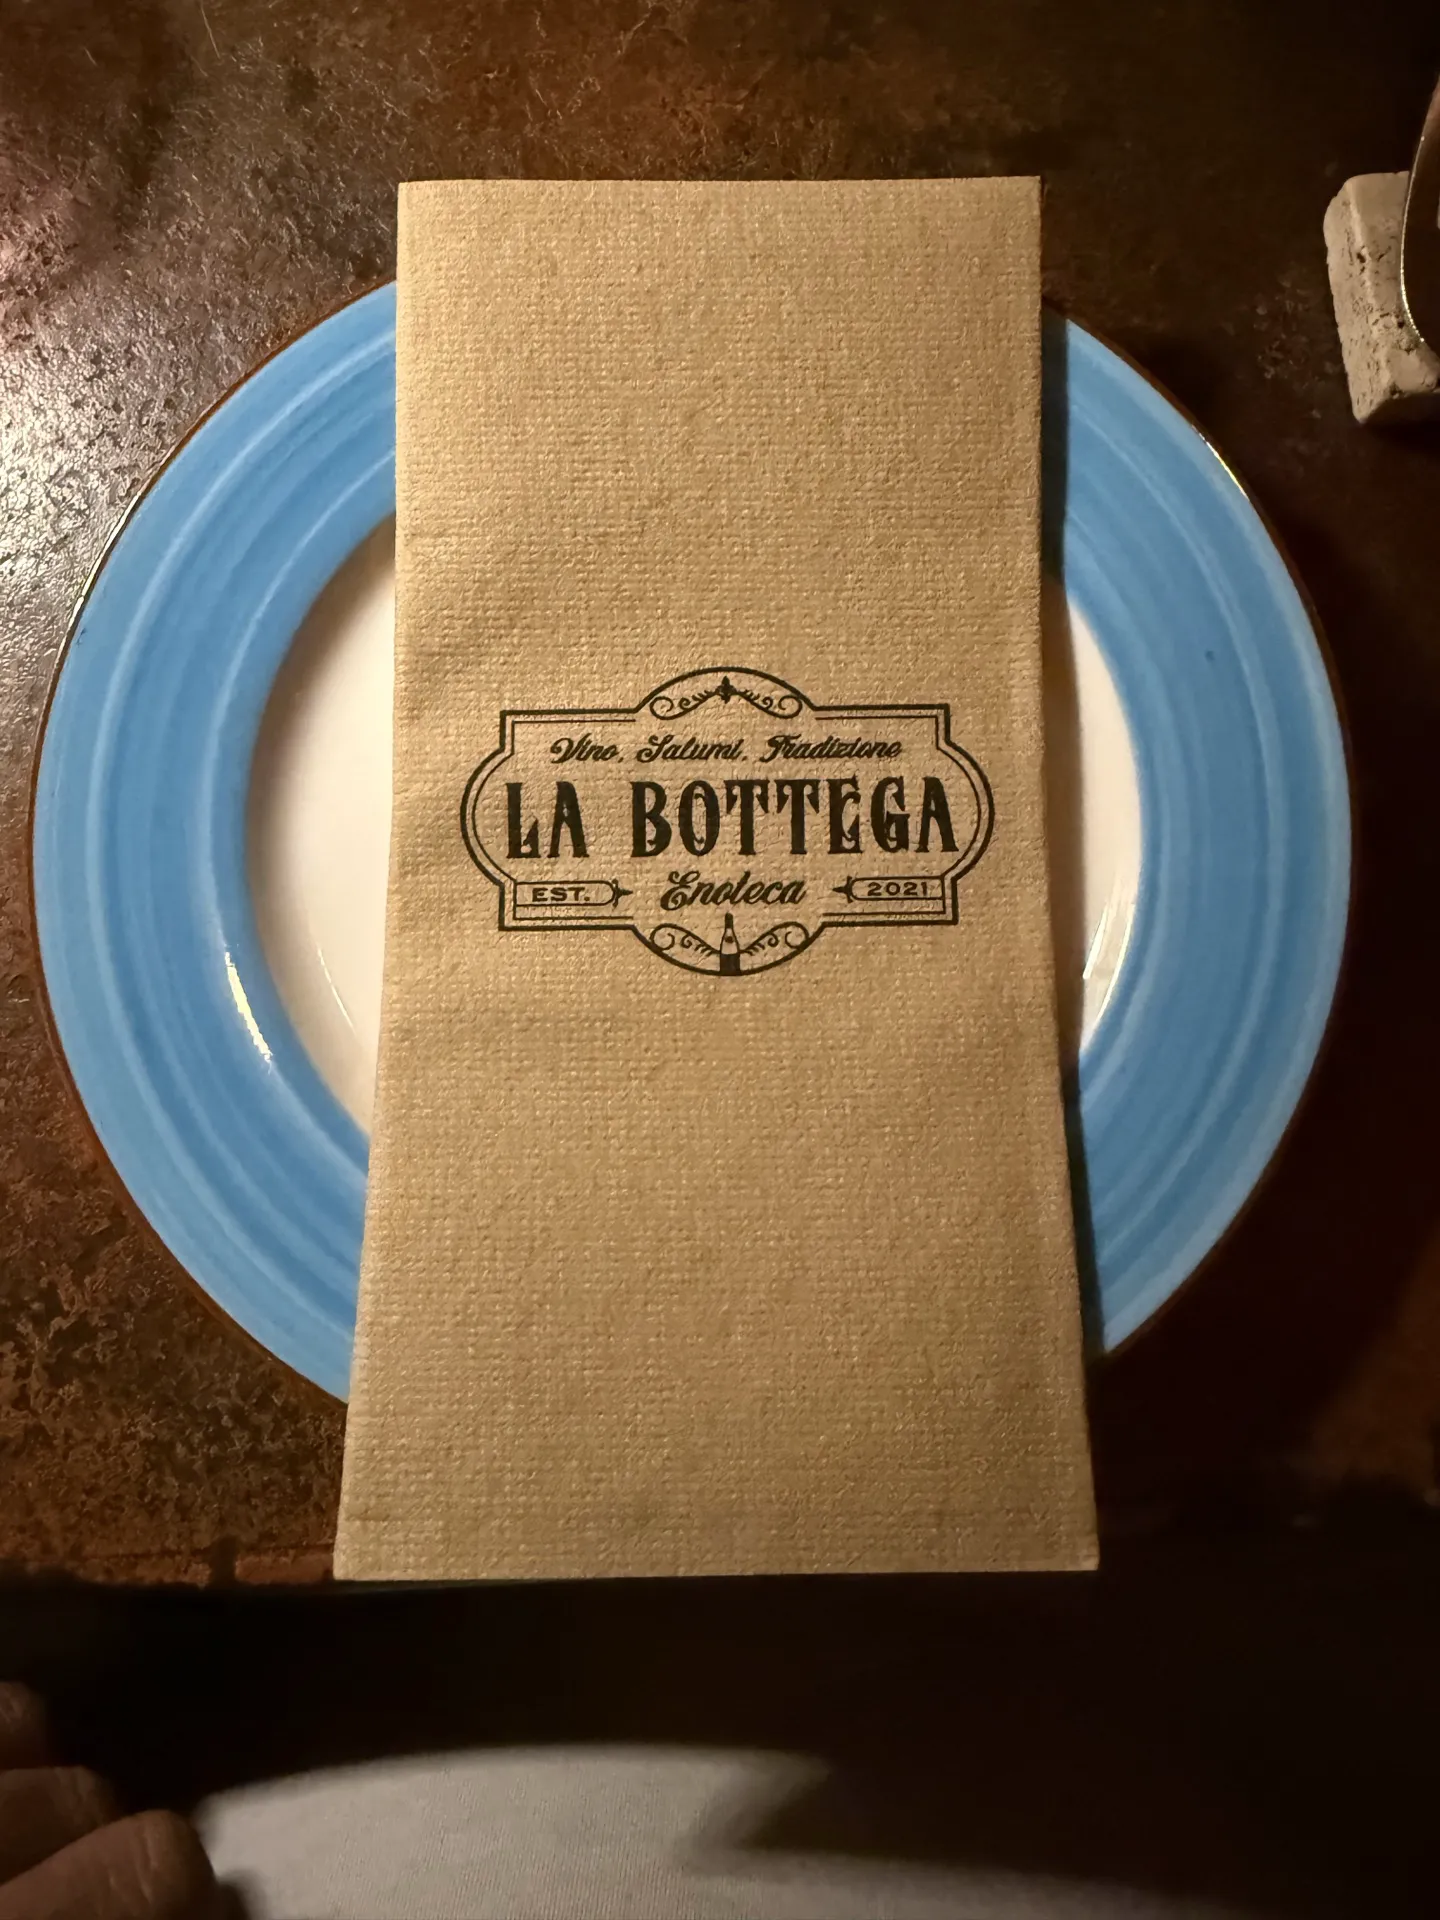 Vino, Salumi, Tradizione
LA BOTTEGA
EST. Enoteca 2021